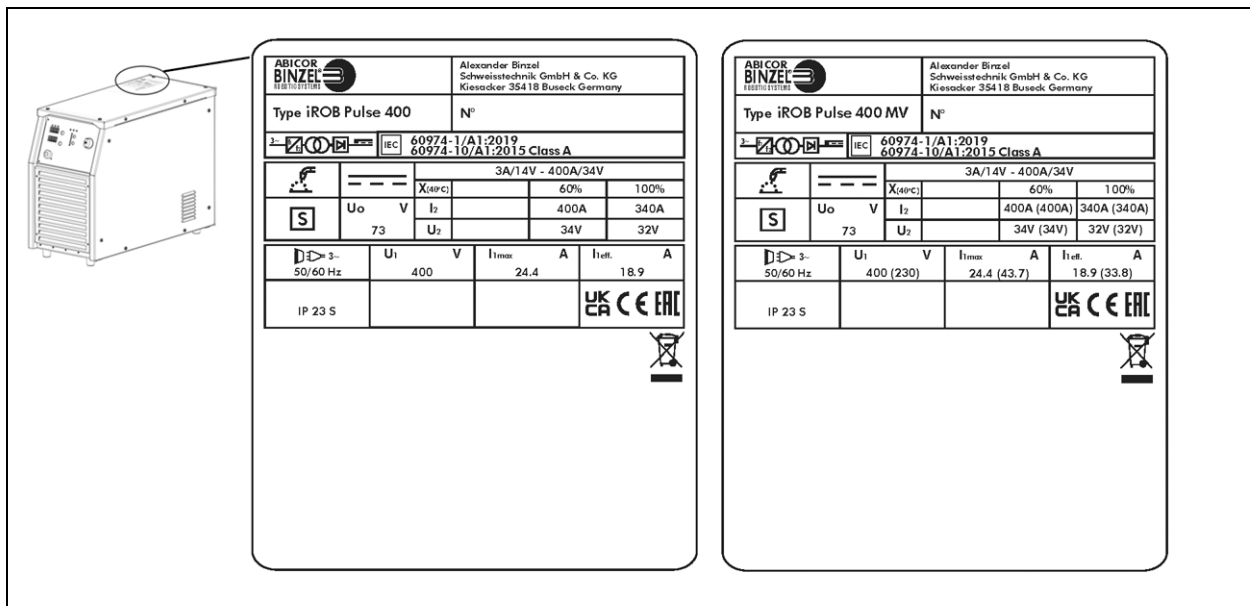 ABICOR
BINZEL®
ROBOTIC SYSTEMS
Alexander Binzel
Schweisstechnik GmbH & Co. KG
Kiesacker 35418 Buseck Germany
Type iROB Pulse 400
N°
3~
IEC
60974-1/A1:2019
60974-10/A1:2015 Class A
3A/14V - 400A/34V
X(40°C) 60% 100%
S
Uo V
73
I2 400A 340A
U2 34V 32V
3~
50/60 Hz
U1 V
400
I1max A
24.4
I1eff. A
18.9
IP 23 S
UK
CA CE EAC
ABICOR
BINZEL®
ROBOTIC SYSTEMS
Alexander Binzel
Schweisstechnik GmbH & Co. KG
Kiesacker 35418 Buseck Germany
Type iROB Pulse 400 MV
N°
3~
IEC
60974-1/A1:2019
60974-10/A1:2015 Class A
3A/14V - 400A/34V
X(40°C) 60% 100%
S
Uo V
73
I2 400A (400A) 340A (340A)
U2 34V (34V) 32V (32V)
3~
50/60 Hz
U1 V
400 (230)
I1max A
24.4 (43.7)
I1eff. A
18.9 (33.8)
IP 23 S
UK
CA CE EAC